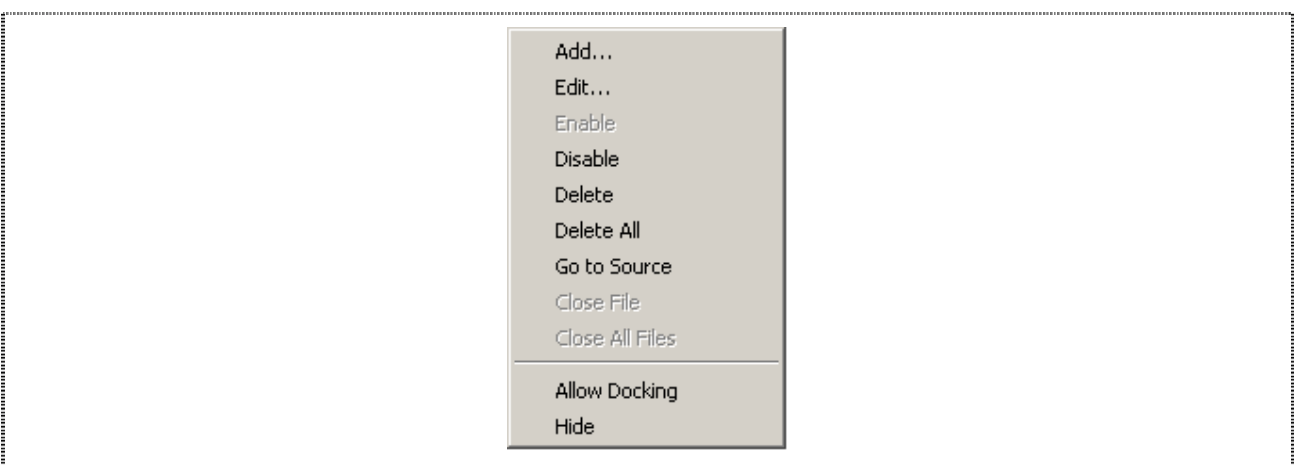 Add...
Edit...
Enable
Disable
Delete
Delete All
Go to Source
Close File
Close All Files
Allow Docking
Hide